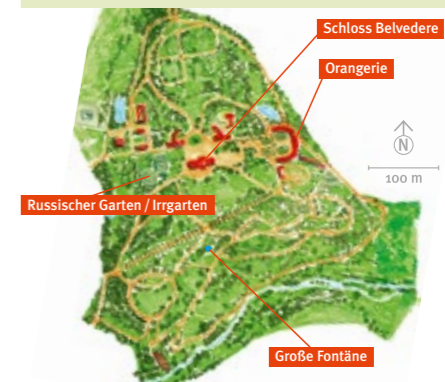 Schloss Belvedere
Orangerie
N
100 m
Russischer Garten / Irrgarten
Große Fontäne